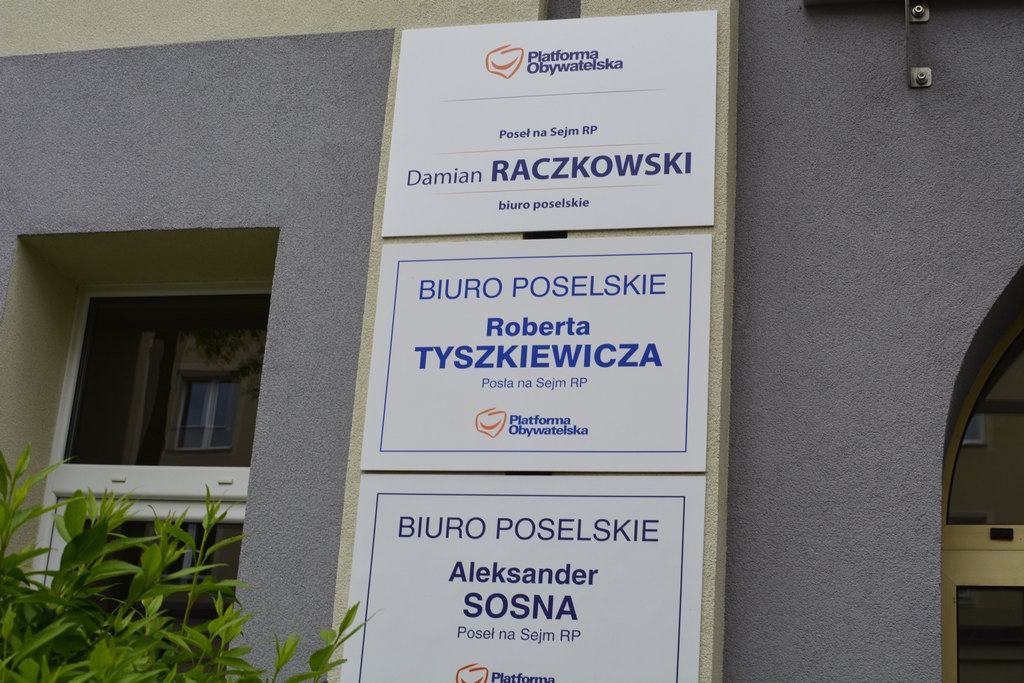 Platforma
Obywatelska
Poseł na Sejm RP
Damian RACZKOWSKI
biuro poselskie
BIURO POSELSKIE
Roberta
TYSZKIEWICZA
Posła na Sejm RP
Platforma
Obywatelska
BIURO POSELSKIE
Aleksander
SOSNA
Poseł na Sejm RP
Platforma